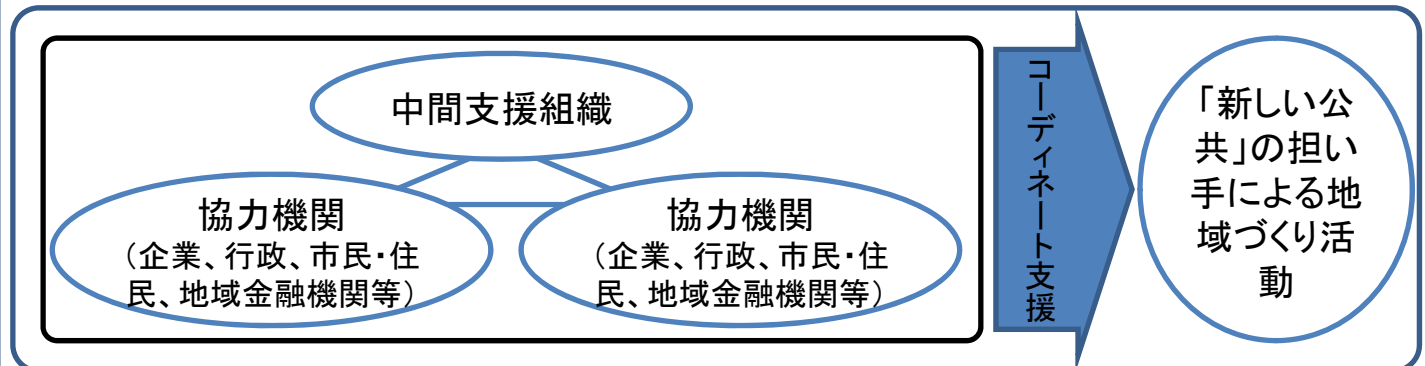 中間支援組織
協力機関
（企業、行政、市民・住
民、地域金融機関等）
協力機関
（企業、行政、市民・住
民、地域金融機関等）
コーディネート支援
「新しい公
共」の担い
手による地
域づくり活
動